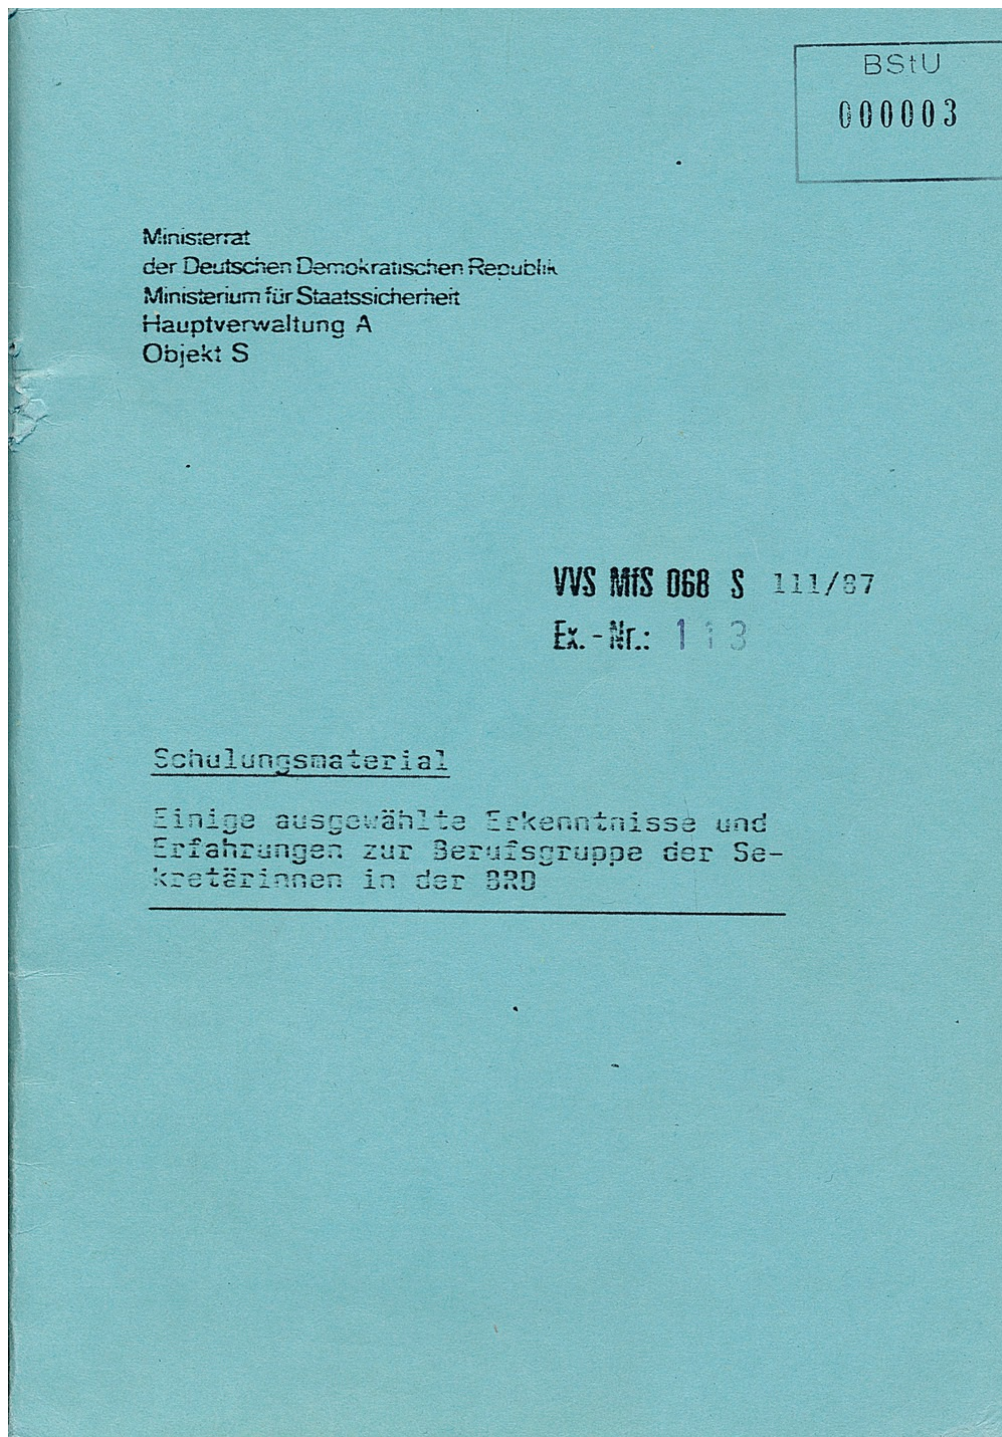 BStU
000003
Ministerrat
der Deutschen Demokratischen Republik
Ministerium für Staatssicherheit
Hauptverwaltung A
Objekt S
VVS MfS 068 S 111/87
Ex.-Nr.: 113
Schulungsmaterial
Einige ausgewählte Erkenntnisse und
Erfahrungen zur Berufsgruppe der Se-
kretärinnen in der BRD